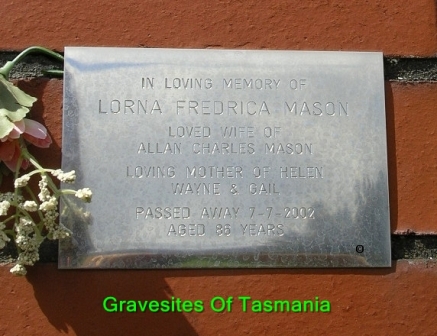 IN LOVING MEMORY OF
LORNA FREDRICA MASON
LOVED WIFE OF
ALLAN CHARLES MASON
LOVING MOTHER OF HELEN
WAYNE & GAIL
PASSED AWAY 7-7-2002
AGED 86 YEARS
Gravesites Of Tasmania